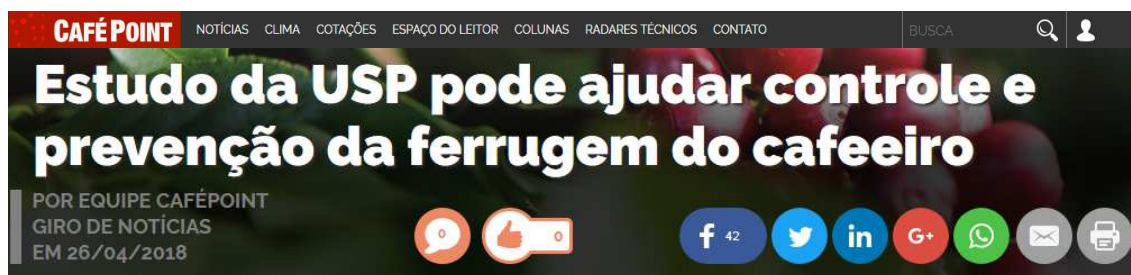 CAFÉPOINT NOTÍCIAS CLIMA COTAÇÕES ESPAÇO DO LEITOR COLUNAS RADARES TÉCNICOS CONTATO BUSCA
Estudo da USP pode ajudar controle e
prevenção da ferrugem do cafeeiro
POR EQUIPE CAFÉPOINT
GIRO DE NOTÍCIAS
EM 26/04/2018
0 0 f 42 in G+